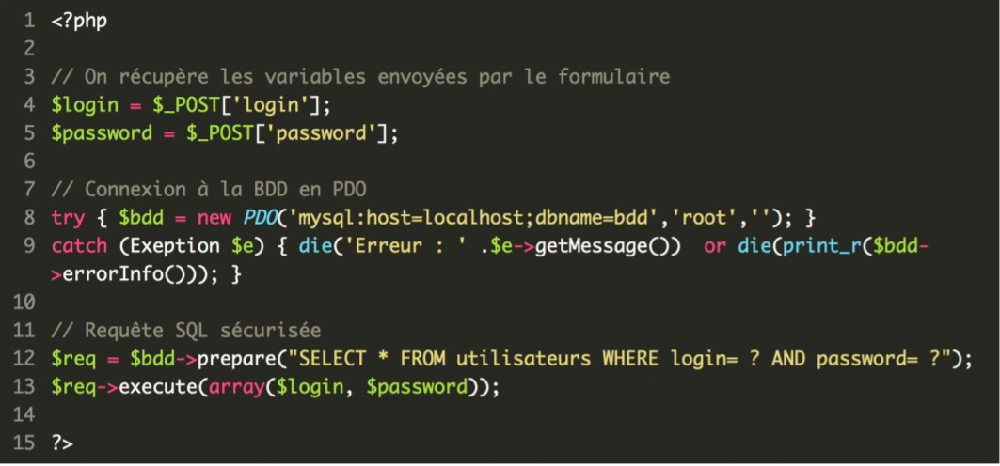 1 <?php
2
3 // On récupère les variables envoyées par le formulaire
4 $login = $_POST['login'];
5 $password = $_POST['password'];
6
7 // Connexion à la BDD en PDO
8 try { $bdd = new PDO('mysql:host=localhost;dbname=bdd','root',''); }
9 catch (Exeption $e) { die('Erreur : ' .$e->getMessage())  or die(print_r($bdd-
>errorInfo())); }
10
11 // Requête SQL sécurisée
12 $req = $bdd->prepare("SELECT * FROM utilisateurs WHERE login= ? AND password= ?");
13 $req->execute(array($login, $password));
14
15 ?>